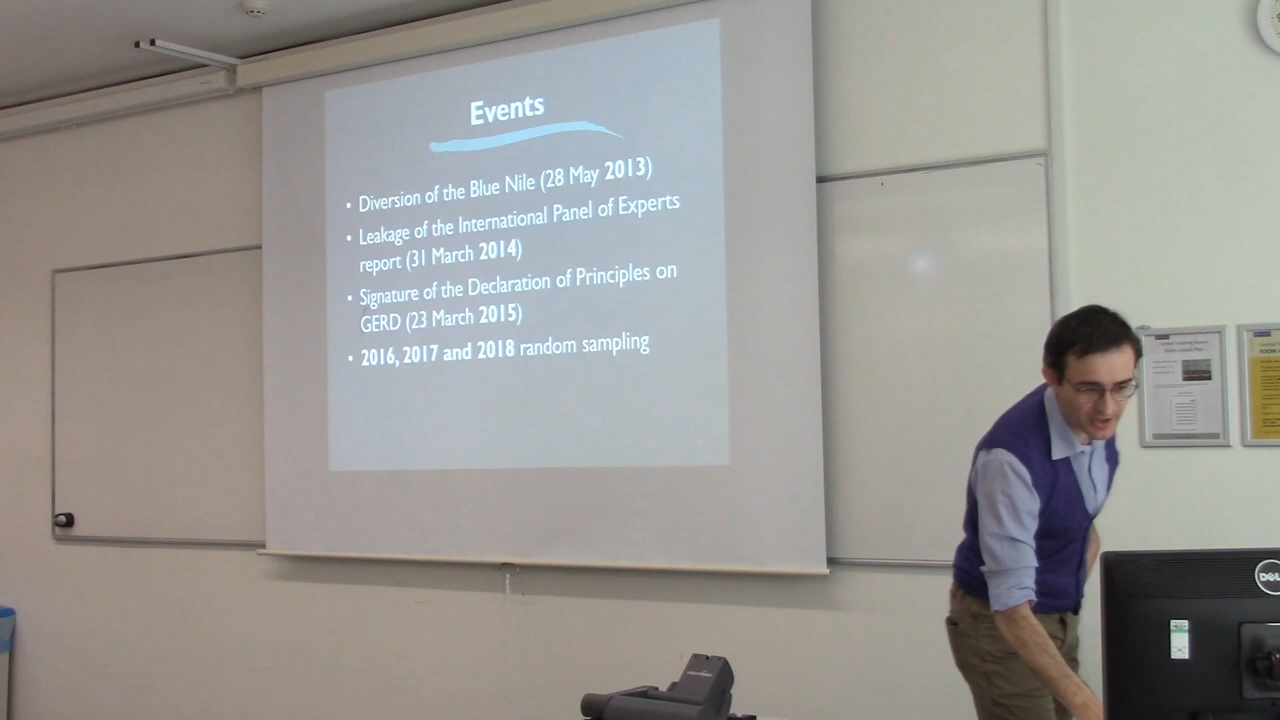 Events
• Diversion of the Blue Nile (28 May 2013)
• Leakage of the International Panel of Experts
report (31 March 2014)
• Signature of the Declaration of Principles on
GERD (23 March 2015)
• 2016, 2017 and 2018 random sampling
DELL